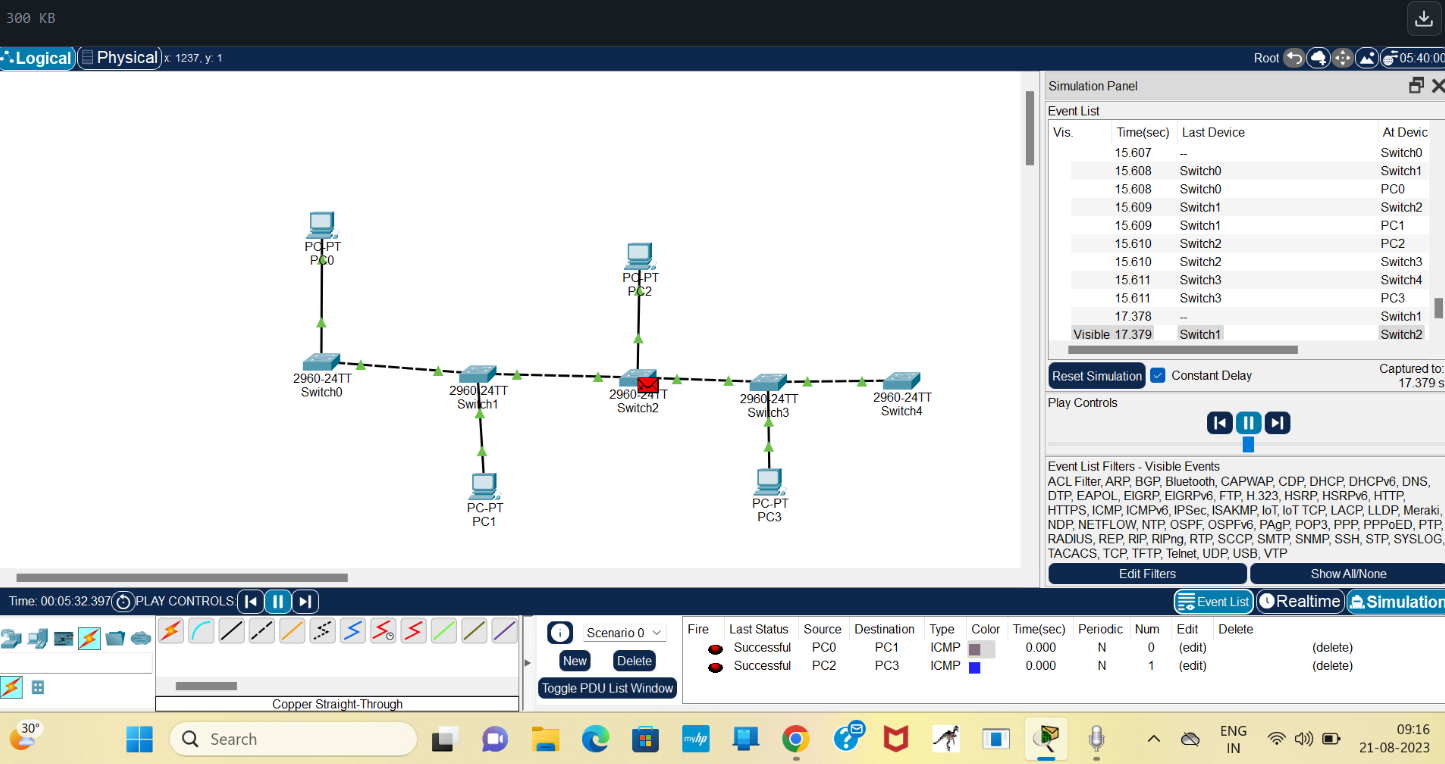 300 KB
Logical Physical x: 1237, y: 1 Root 05:40:00
Simulation Panel
Event List
Vis. Time(sec) Last Device At Devic
15.607 -- Switch0
15.608 Switch0 Switch1
15.608 Switch0 PC0
15.609 Switch1 Switch2
15.609 Switch1 PC1
15.610 Switch2 PC2
15.610 Switch2 Switch3
15.611 Switch3 Switch4
15.611 Switch3 PC3
17.378 -- Switch1
Visible 17.379 Switch1 Switch2
Reset Simulation Constant Delay Captured to:
17.379 s
Play Controls
Event List Filters - Visible Events
ACL Filter, ARP, BGP, Bluetooth, CAPWAP, CDP, DHCP, DHCPv6, DNS,
DTP, EAPOL, EIGRP, EIGRPv6, FTP, H.323, HSRP, HSRPv6, HTTP,
HTTPS, ICMP, ICMPv6, IPSec, ISAKMP, IoT, IoT TCP, LACP, LLDP, Meraki,
NDP, NETFLOW, NTP, OSPF, OSPFv6, PAgP, POP3, PPP, PPPoED, PTP,
RADIUS, REP, RIP, RIPng, RTP, SCCP, SMTP, SNMP, SSH, STP, SYSLOG,
TACACS, TCP, TFTP, Telnet, UDP, USB, VTP
Edit Filters Show All/None
PC-PT
PC0
PC-PT
PC2
2960-24TT
Switch0
2960-24TT
Switch1
2960-24TT
Switch2
2960-24TT
Switch3
2960-24TT
Switch4
PC-PT
PC1
PC-PT
PC3
Time: 00:05:32.397 PLAY CONTROLS: Event List Realtime Simulation
Scenario 0
New Delete
Toggle PDU List Window
Fire Last Status Source Destination Type Color Time(sec) Periodic Num Edit Delete
Successful PC0 PC1 ICMP 0.000 N 0 (edit) (delete)
Successful PC2 PC3 ICMP 0.000 N 1 (edit) (delete)
Copper Straight-Through
30°
Search
myhp
ENG
IN
09:16
21-08-2023